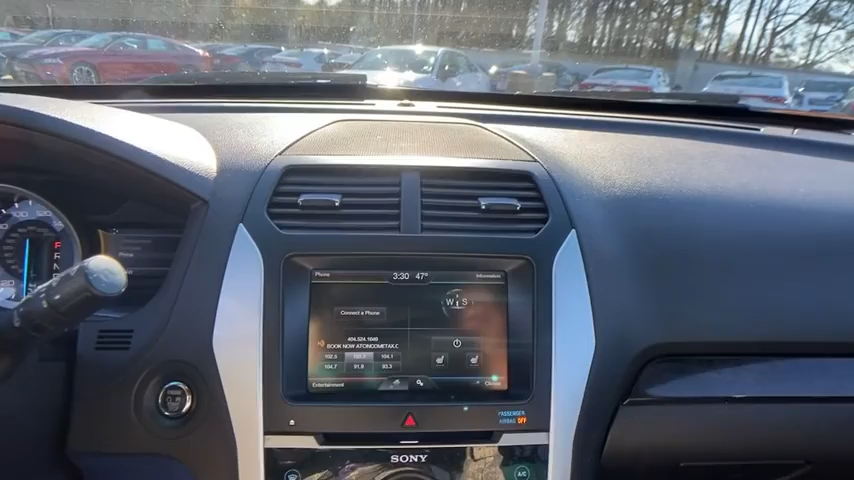 Phone
3:30 47°
Information
W S
Connect a Phone
404.524.1049
BOOK NOW ATCINCOMETAX.C
102.5 104.1
104.7 91.9 93.3
Entertainment
Climate
PASSENGER
AIRBAG OFF
SONY
A/C
P
R
N